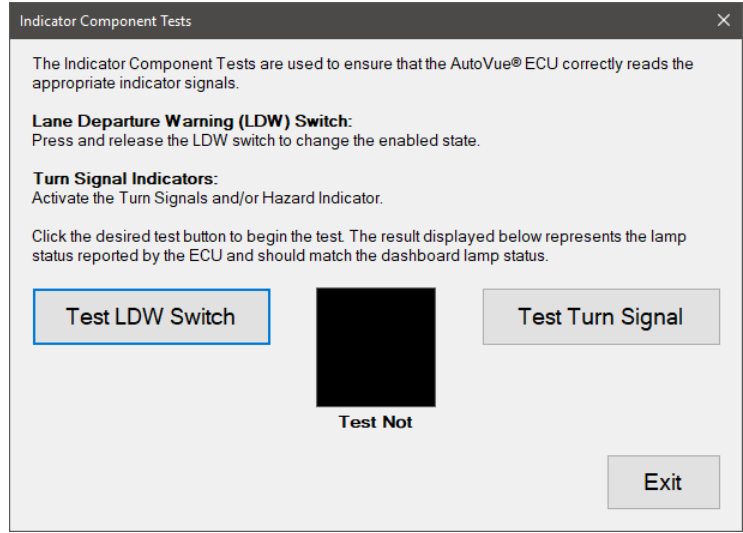 Indicator Component Tests
The Indicator Component Tests are used to ensure that the AutoVue® ECU correctly reads the
appropriate indicator signals.
Lane Departure Warning (LDW) Switch:
Press and release the LDW switch to change the enabled state.
Turn Signal Indicators:
Activate the Turn Signals and/or Hazard Indicator.
Click the desired test button to begin the test. The result displayed below represents the lamp
status reported by the ECU and should match the dashboard lamp status.
Test LDW Switch
Test Turn Signal
Test Not
Exit